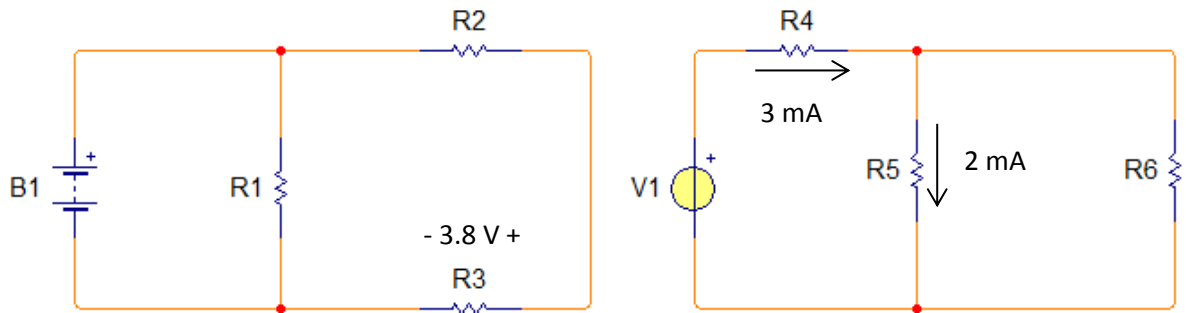 R2
R4
3 mA
+
B1
R1
V1
+
R5
2 mA
R6
- 3.8 V +
R3